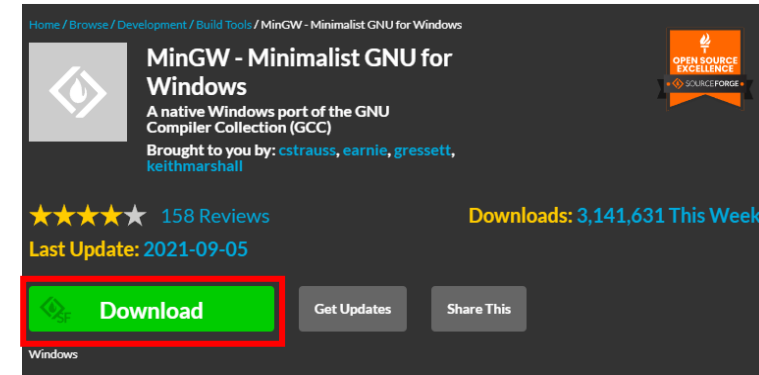 Home / Browse / Development / Build Tools / MinGW - Minimalist GNU for Windows
MinGW - Minimalist GNU for
Windows
A native Windows port of the GNU
Compiler Collection (GCC)
Brought to you by: cstrauss, earnie, gressett,
keithmarshall
OPEN SOURCE
EXCELLENCE
SOURCEFORGE
158 Reviews
Downloads: 3,141,631 This Week
Last Update: 2021-09-05
SF
Download
Get Updates
Share This
Windows